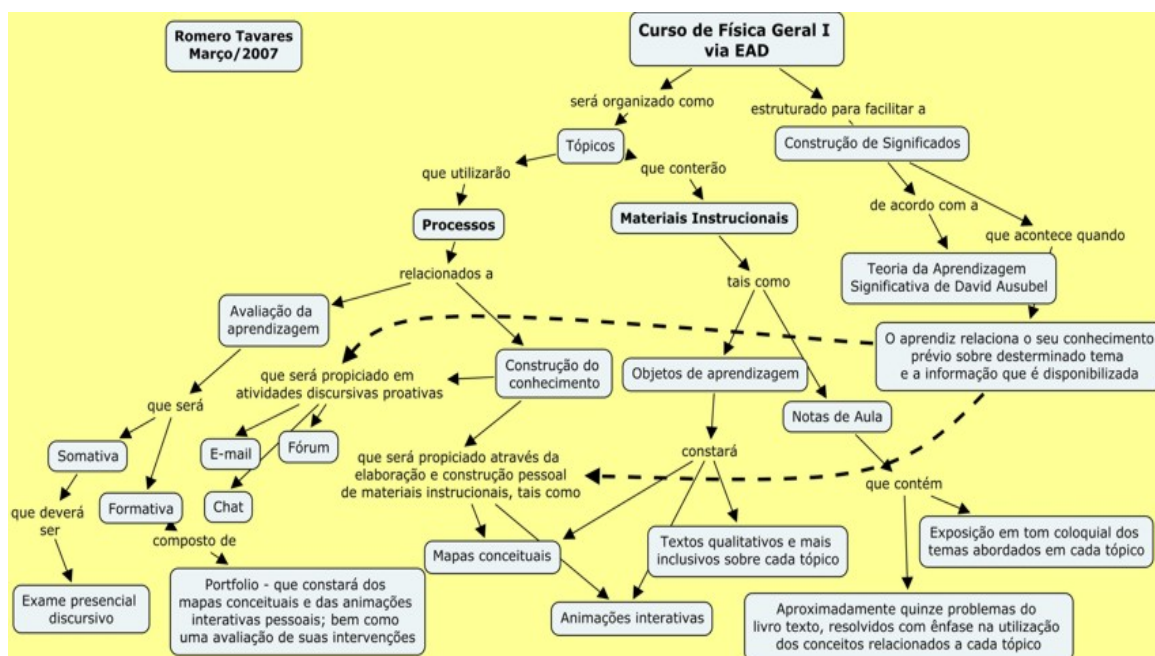 Romero Tavares
Março/2007
Curso de Física Geral I
via EAD
será organizado como
estruturado para facilitar a
Tópicos
Construção de Significados
que utilizarão
que conterão
de acordo com a
que acontece quando
Processos
Materiais Instrucionais
relacionados a
tais como
Teoria da Aprendizagem
Significativa de David Ausubel
Avaliação da
aprendizagem
O aprendiz relaciona o seu conhecimento
prévio sobre desterminado tema
e a informação que é disponibilizada
que será propiciado em
atividades discursivas proativas
Construção do
conhecimento
Objetos de aprendizagem
Notas de Aula
que será
Somativa
E-mail
Fórum
Chat
que será propiciado através da
elaboração e construção pessoal
de materiais instrucionais, tais como
constará
que contém
que deverá
ser
Formativa
composto de
Mapas conceituais
Textos qualitativos e mais
inclusivos sobre cada tópico
Exposição em tom coloquial dos
temas abordados em cada tópico
Exame presencial
discursivo
Portfolio - que constará dos
mapas conceituais e das animações
interativas pessoais; bem como
uma avaliação de suas intervenções
Animações interativas
Aproximadamente quinze problemas do
livro texto, resolvidos com ênfase na utilização
dos conceitos relacionados a cada tópico